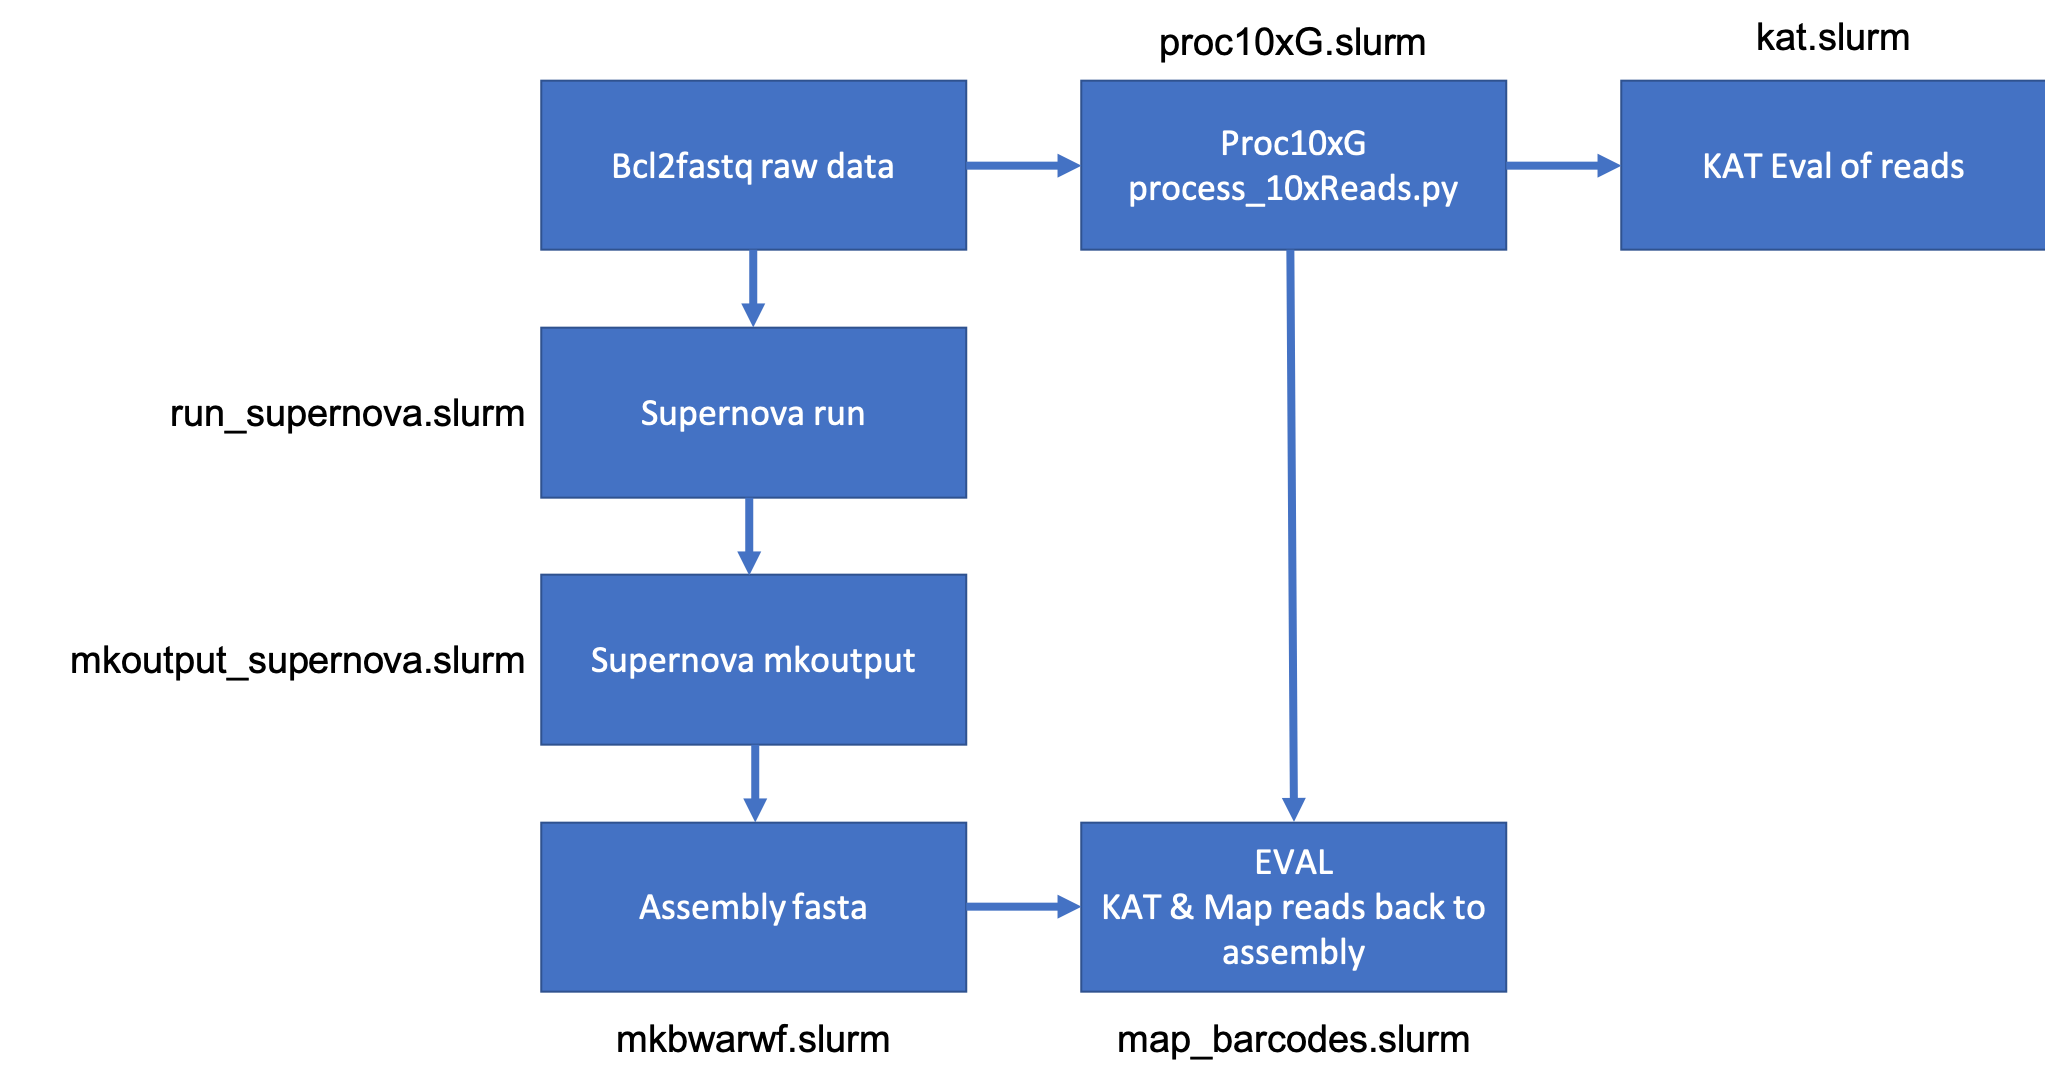 proc10xG.slurm
kat.slurm
Bcl2fastq raw data
Proc10xG
process_10xReads.py
KAT Eval of reads
run_supernova.slurm
Supernova run
mkoutput_supernova.slurm
Supernova mkoutput
Assembly fasta
EVAL
KAT & Map reads back to
assembly
mkbwarwf.slurm
map_barcodes.slurm